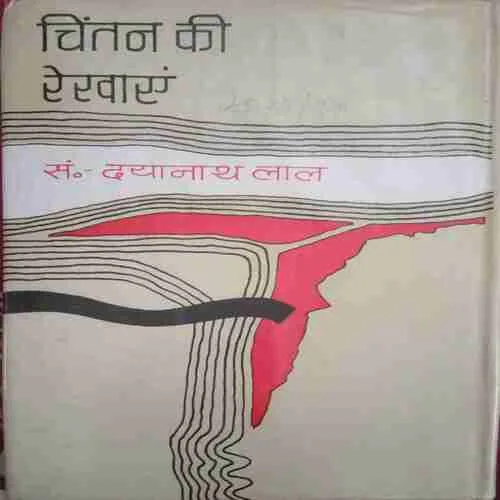 चिंतन की
रेखाएं
सं॰- दयानाथ लाल